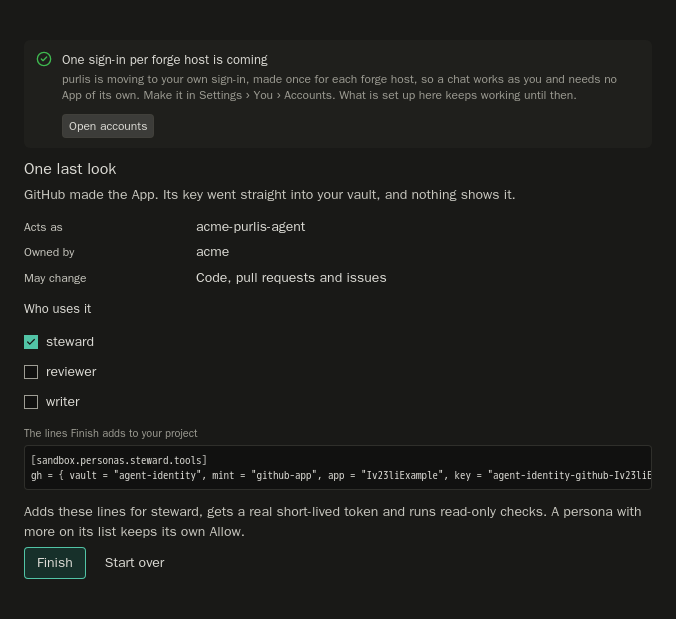 One sign-in per forge host is coming
purlis is moving to your own sign-in, made once for each forge host, so a chat works as you and needs no
App of its own. Make it in Settings › You › Accounts. What is set up here keeps working until then.
Open accounts
One last look
GitHub made the App. Its key went straight into your vault, and nothing shows it.
Acts as acme-purlis-agent
Owned by acme
May change Code, pull requests and issues
Who uses it
steward
reviewer
writer
The lines Finish adds to your project
[sandbox.personas.steward.tools]
gh = { vault = "agent-identity", mint = "github-app", app = "Iv23liExample", key = "agent-identity-github-Iv23liE
Adds these lines for steward, gets a real short-lived token and runs read-only checks. A persona with
more on its list keeps its own Allow.
Finish Start over